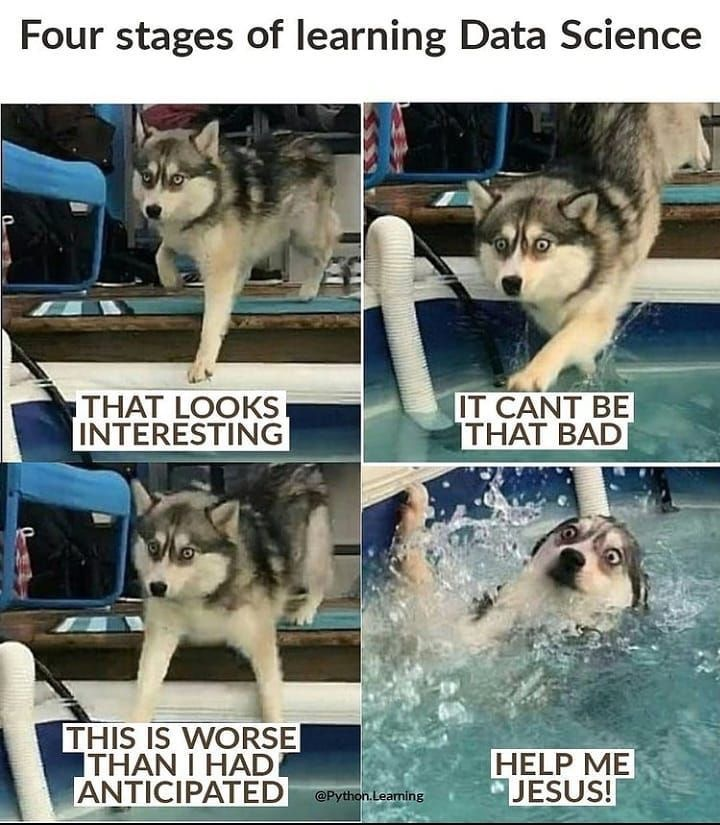 Four stages of learning Data Science
THAT LOOKS
INTERESTING
IT CANT BE
THAT BAD
THIS IS WORSE
THAN I HAD
ANTICIPATED
@Python.Learning
HELP ME
JESUS!